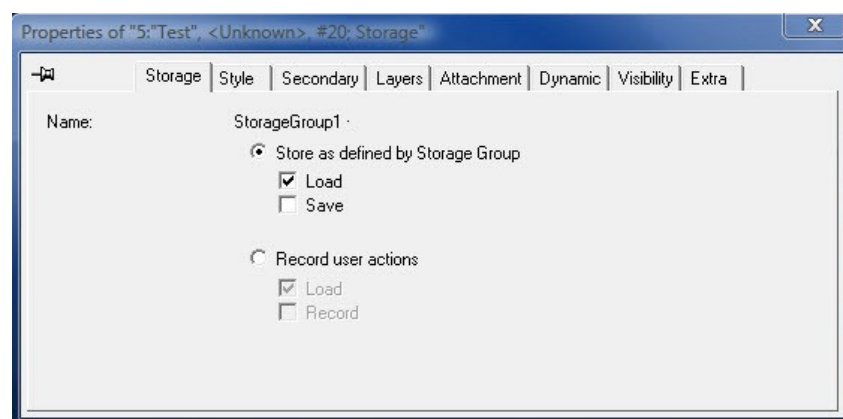 Properties of "5:"Test", <Unknown>, #20; Storage"
Storage Style Secondary Layers Attachment Dynamic Visibility Extra
Name: StorageGroup1
Store as defined by Storage Group
Load
Save
Record user actions
Load
Record